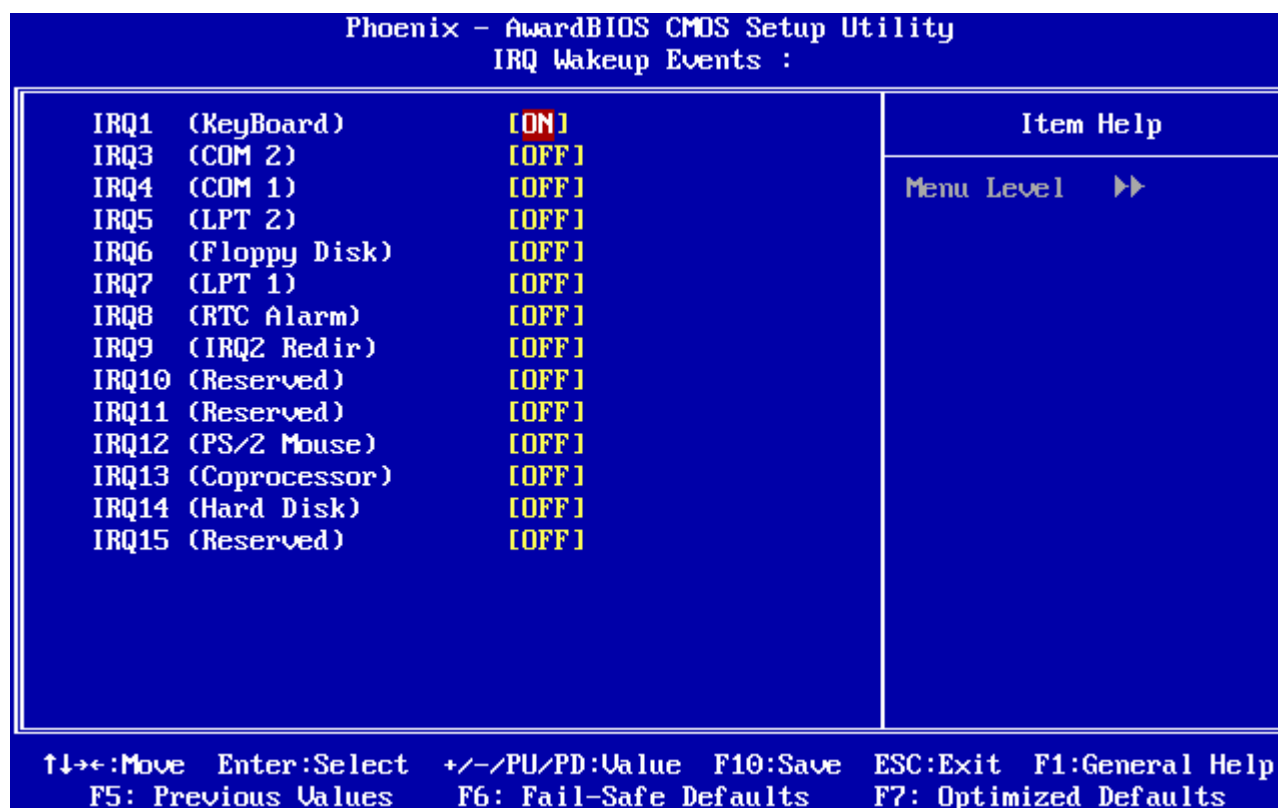 Phoenix - AwardBIOS CMOS Setup Utility
IRQ Wakeup Events :
IRQ1 (KeyBoard) [ON]
IRQ3 (COM 2) [OFF]
IRQ4 (COM 1) [OFF]
IRQ5 (LPT 2) [OFF]
IRQ6 (Floppy Disk) [OFF]
IRQ7 (LPT 1) [OFF]
IRQ8 (RTC Alarm) [OFF]
IRQ9 (IRQ2 Redir) [OFF]
IRQ10 (Reserved) [OFF]
IRQ11 (Reserved) [OFF]
IRQ12 (PS/2 Mouse) [OFF]
IRQ13 (Coprocessor) [OFF]
IRQ14 (Hard Disk) [OFF]
IRQ15 (Reserved) [OFF]
Item Help
Menu Level ▶▶
↑↓→←:Move Enter:Select +/-/PU/PD:Value F10:Save ESC:Exit F1:General Help
F5: Previous Values F6: Fail-Safe Defaults F7: Optimized Defaults